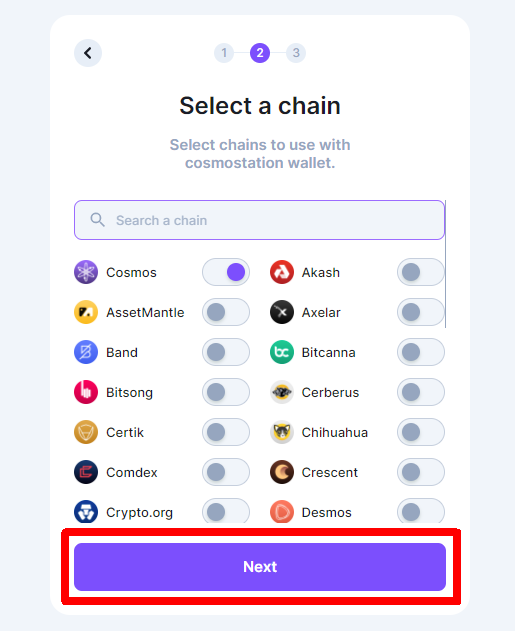 1 2 3
Select a chain
Select chains to use with
cosmostation wallet.
Search a chain
Cosmos Akash
AssetMantle Axelar
Band Bitcanna
Bitsong Cerberus
Certik Chihuahua
Comdex Crescent
Crypto.org Desmos
Next